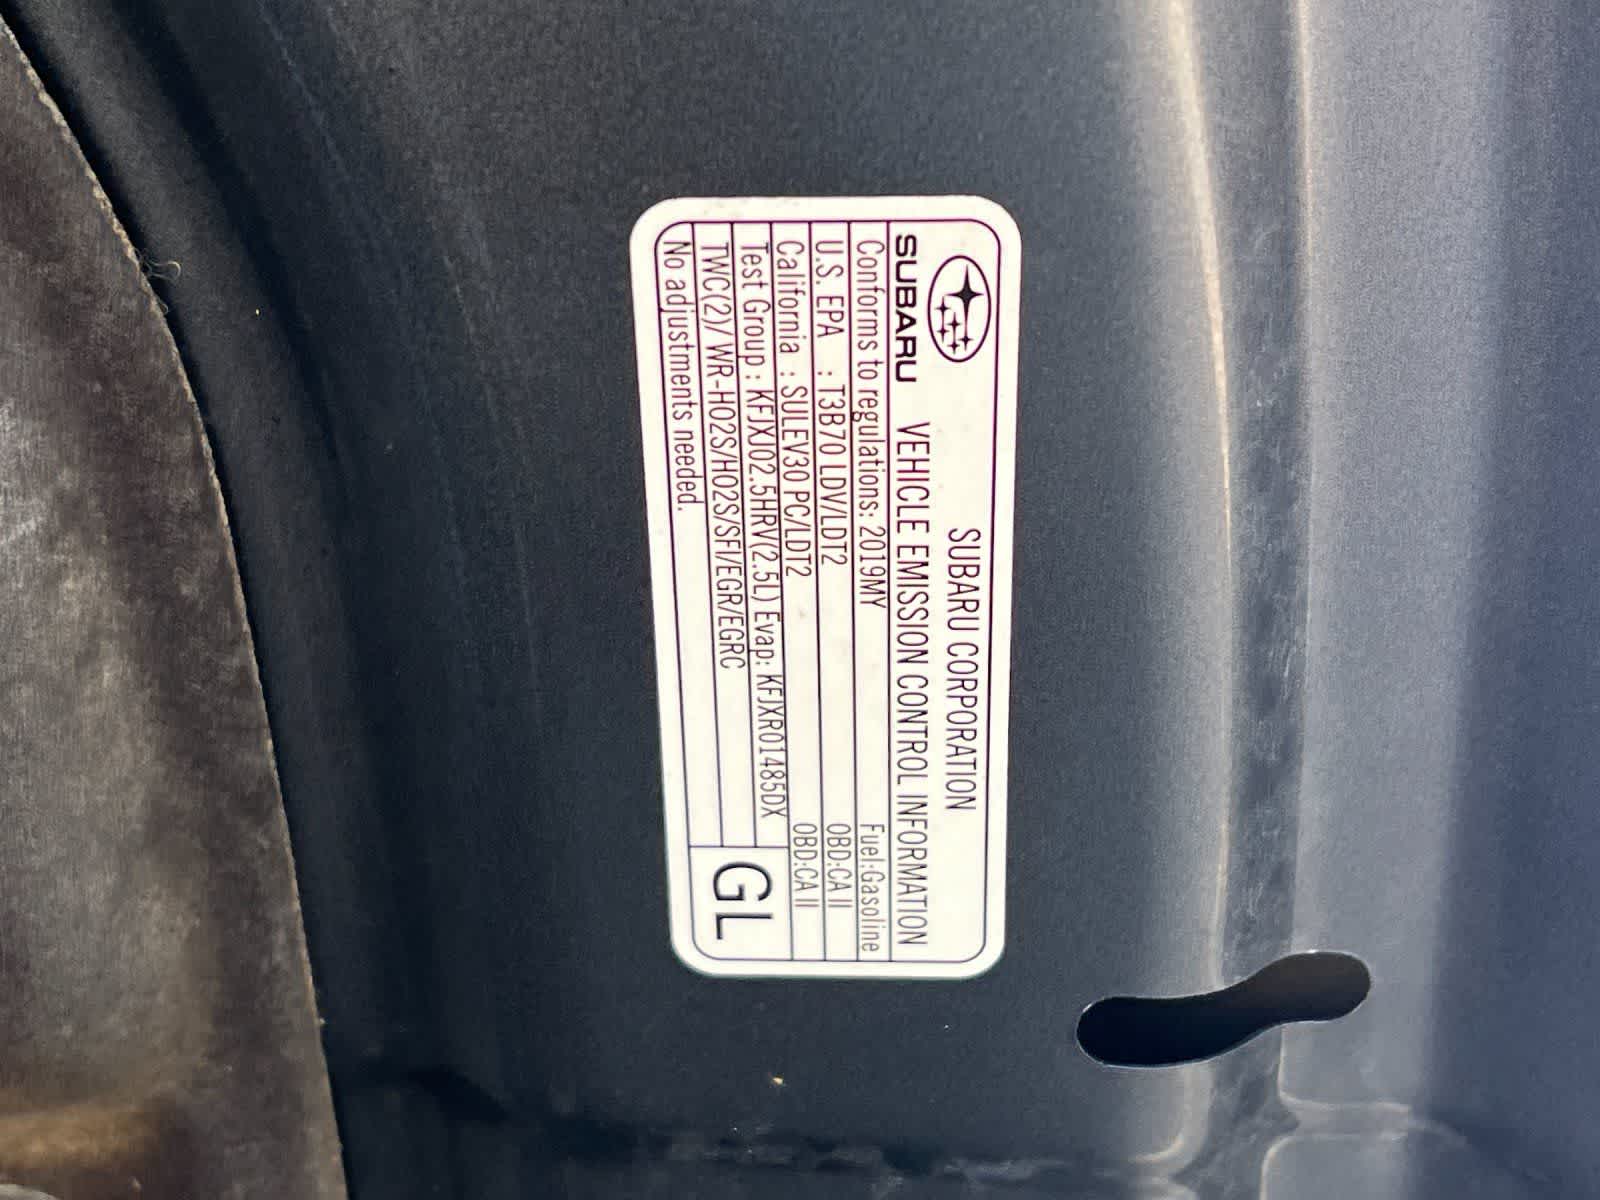 SUBARU CORPORATION
SUBARU VEHICLE EMISSION CONTROL INFORMATION
Conforms to regulations: 2019MY Fuel:Gasoline
U.S. EPA : T3B70 LDV/LDT2 OBD:CA II
California : SULEV30 PC/LDT2 OBD:CA II
Test Group : KFJXJ02.5HRV(2.5L) Evap: KFJXR01485DX
TWC(2)/ WR-HO2S/HO2S/SFI/EGR/EGRC
No adjustments needed.
GL